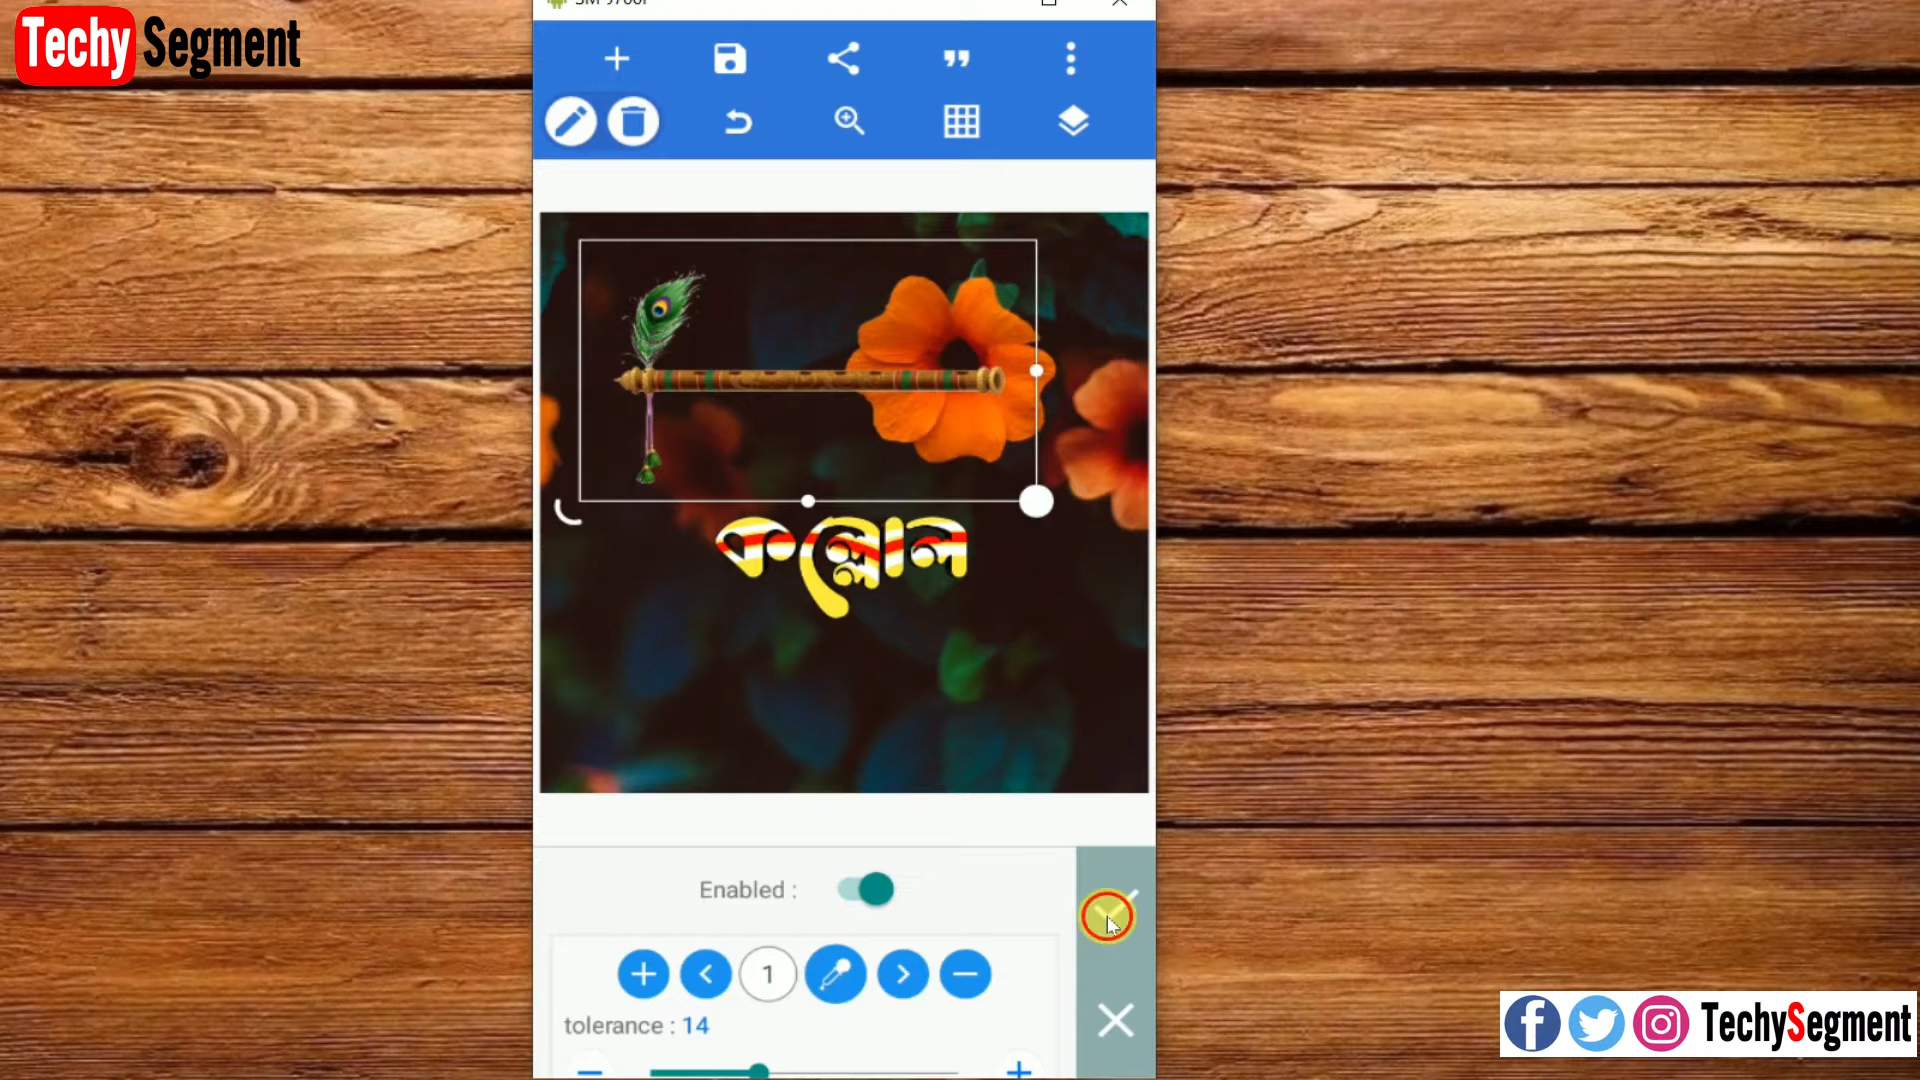 Techy Segment
কল্লোল
Enabled :
1
tolerance : 14
TechySegment